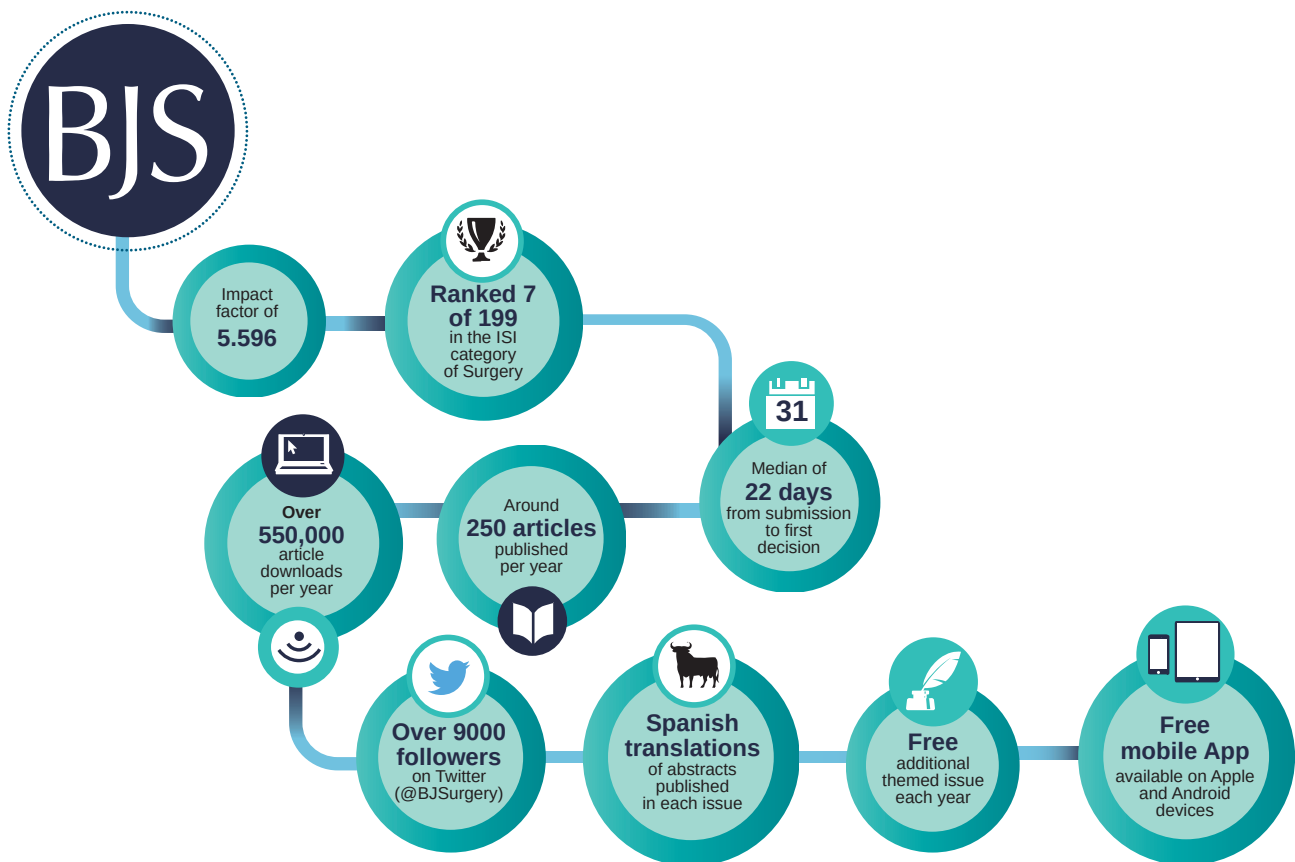 BJS
Impact
factor of
5.596
Ranked 7
of 199
in the ISI
category
of Surgery
31
Median of
22 days
from submission
to first
decision
Around
250 articles
published
per year
Over
550,000
article
downloads
per year
Over 9000
followers
on Twitter
(@BJSurgery)
Spanish
translations
of abstracts
published
in each issue
Free
additional
themed issue
each year
Free
mobile App
available on Apple
and Android
devices